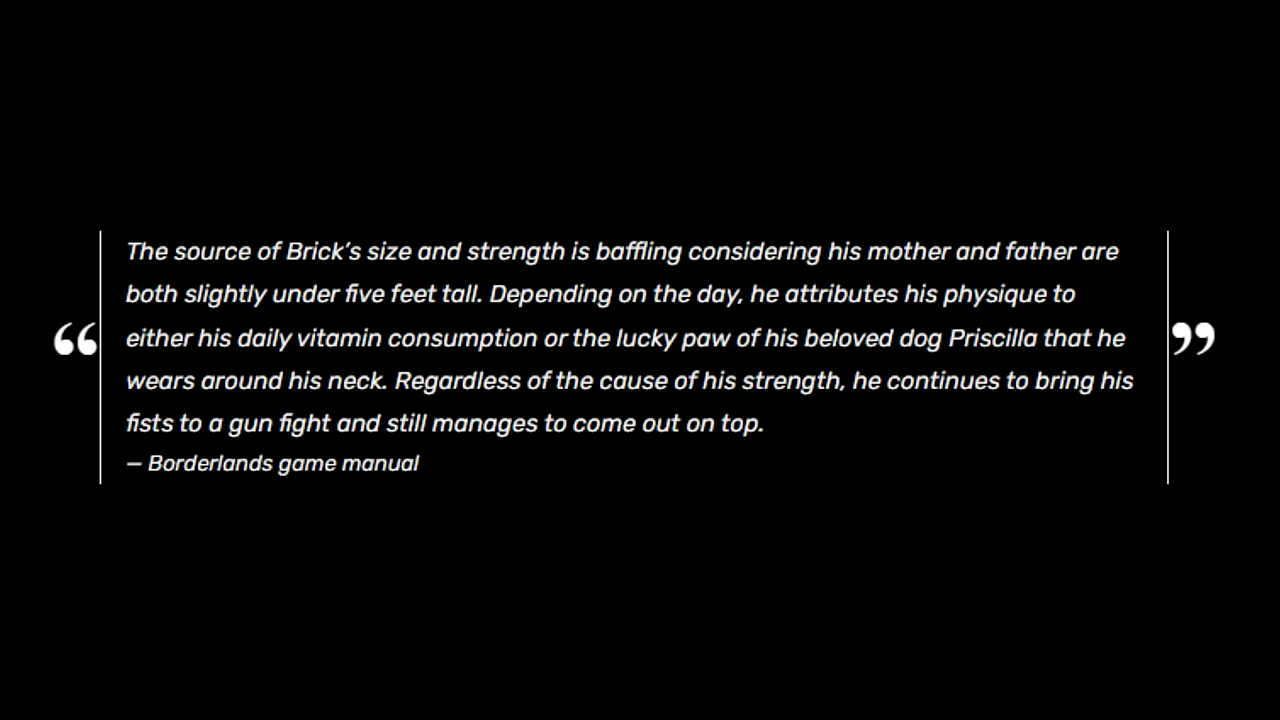 The source of Brick’s size and strength is baffling considering his mother and father are
both slightly under five feet tall. Depending on the day, he attributes his physique to
“ either his daily vitamin consumption or the lucky paw of his beloved dog Priscilla that he ”
wears around his neck. Regardless of the cause of his strength, he continues to bring his
fists to a gun fight and still manages to come out on top.
– Borderlands game manual